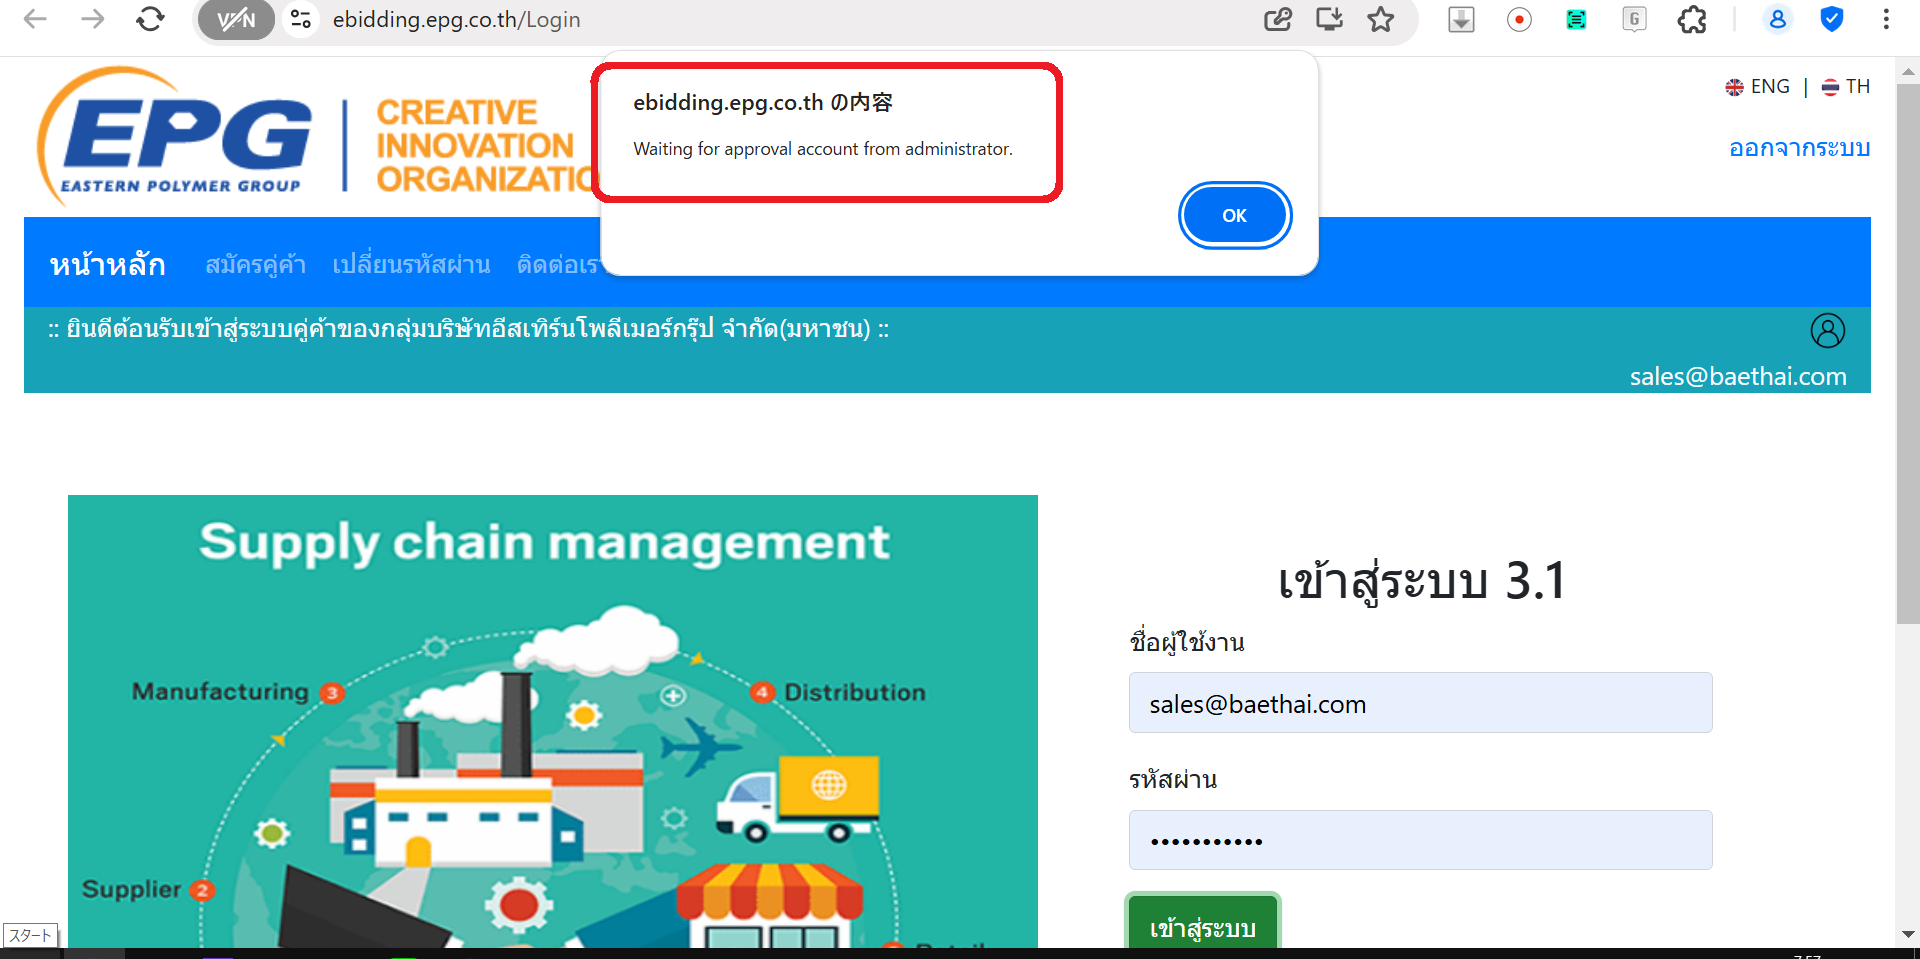 VPN
ebidding.epg.co.th/Login
EPG
EASTERN POLYMER GROUP
CREATIVE
INNOVATION
ORGANIZATIO
ebidding.epg.co.th の内容
Waiting for approval account from administrator.
OK
ENG | TH
ออกจากระบบ
หน้าหลัก สมัครคู่ค้า เปลี่ยนรหัสผ่าน ติดต่อเรา
:: ยินดีต้อนรับเข้าสู่ระบบคู่ค้าของกลุ่มบริษัทอีสเทิร์นโพลีเมอร์กรุ๊ป จำกัด(มหาชน) ::
sales@baethai.com
Supply chain management
Manufacturing 3
4 Distribution
Supplier 2
เข้าสู่ระบบ 3.1
ชื่อผู้ใช้งาน
sales@baethai.com
รหัสผ่าน
เข้าสู่ระบบ
スタート